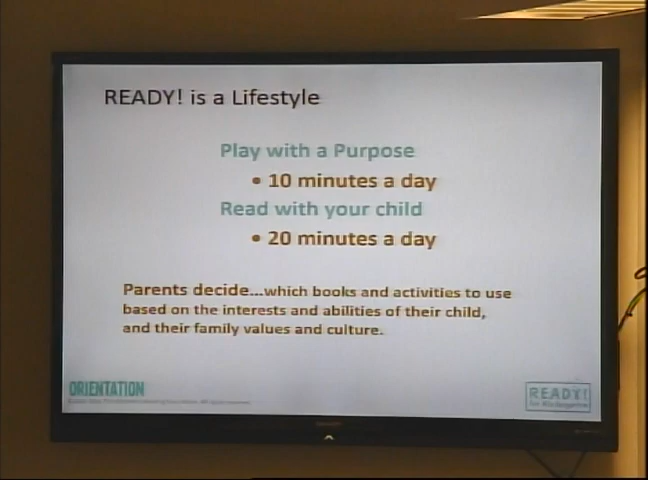 READY! is a Lifestyle
Play with a Purpose
• 10 minutes a day
Read with your child
• 20 minutes a day
Parents decide...which books and activities to use
based on the interests and abilities of their child,
and their family values and culture.
ORIENTATION
READY!
for Kindergarten